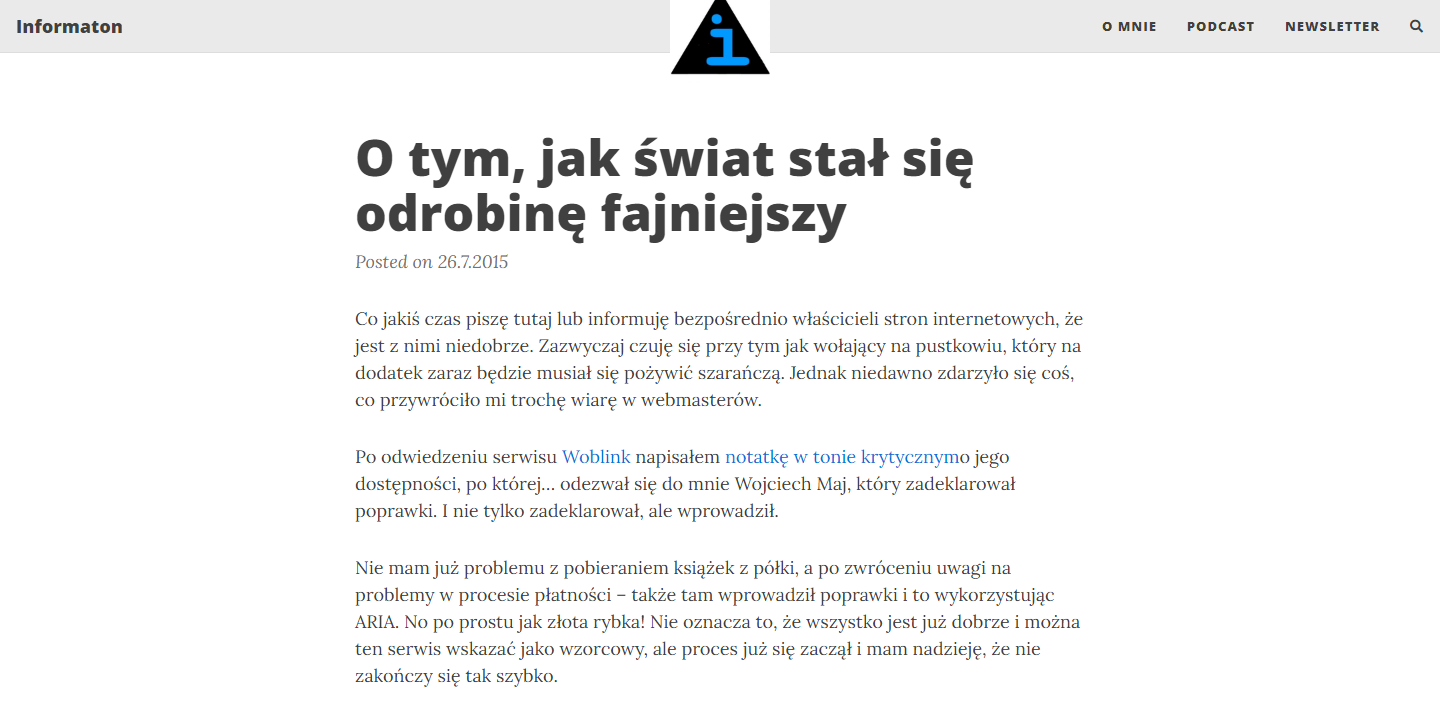 Informaton
i
O MNIE
PODCAST
NEWSLETTER
O tym, jak świat stał się
odrobinę fajniejszy
Posted on 26.7.2015
Co jakiś czas piszę tutaj lub informuję bezpośrednio właścicieli stron internetowych, że
jest z nimi niedobrze. Zazwyczaj czuję się przy tym jak wołający na pustkowiu, który na
dodatek zaraz będzie musiał się pożywić szarańczą. Jednak niedawno zdarzyło się coś,
co przywróciło mi trochę wiarę w webmasterów.
Po odwiedzeniu serwisu Woblink napisałem notatkę w tonie krytycznymo jego
dostępności, po której… odezwał się do mnie Wojciech Maj, który zadeklarował
poprawki. I nie tylko zadeklarował, ale wprowadził.
Nie mam już problemu z pobieraniem książek z półki, a po zwróceniu uwagi na
problemy w procesie płatności – także tam wprowadził poprawki i to wykorzystując
ARIA. No po prostu jak złota rybka! Nie oznacza to, że wszystko jest już dobrze i można
ten serwis wskazać jako wzorcowy, ale proces już się zaczął i mam nadzieję, że nie
zakończy się tak szybko.